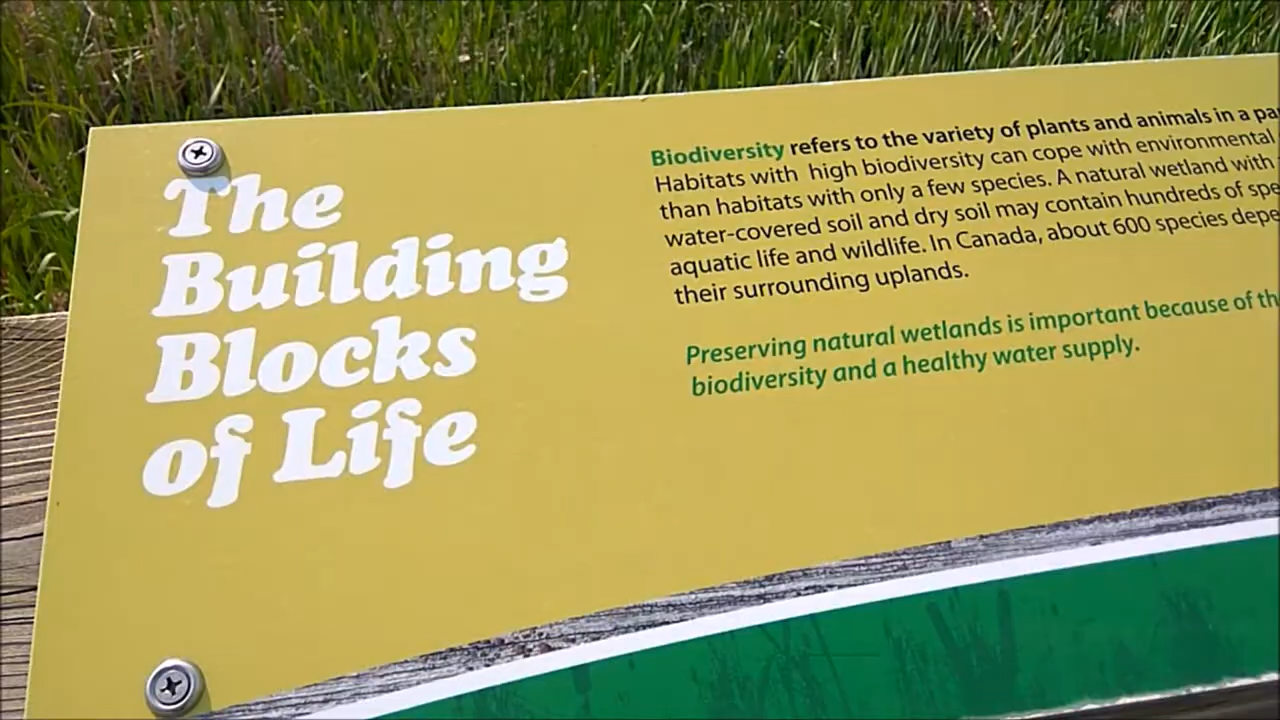 The
Building
Blocks
of Life
Biodiversity refers to the variety of plants and animals in a
Habitats with high biodiversity can cope with environmental
than habitats with only a few species. A natural wetland with
water-covered soil and dry soil may contain hundreds of
aquatic life and wildlife. In Canada, about 600 species
their surrounding uplands.
Preserving natural wetlands is important because of
biodiversity and a healthy water supply.